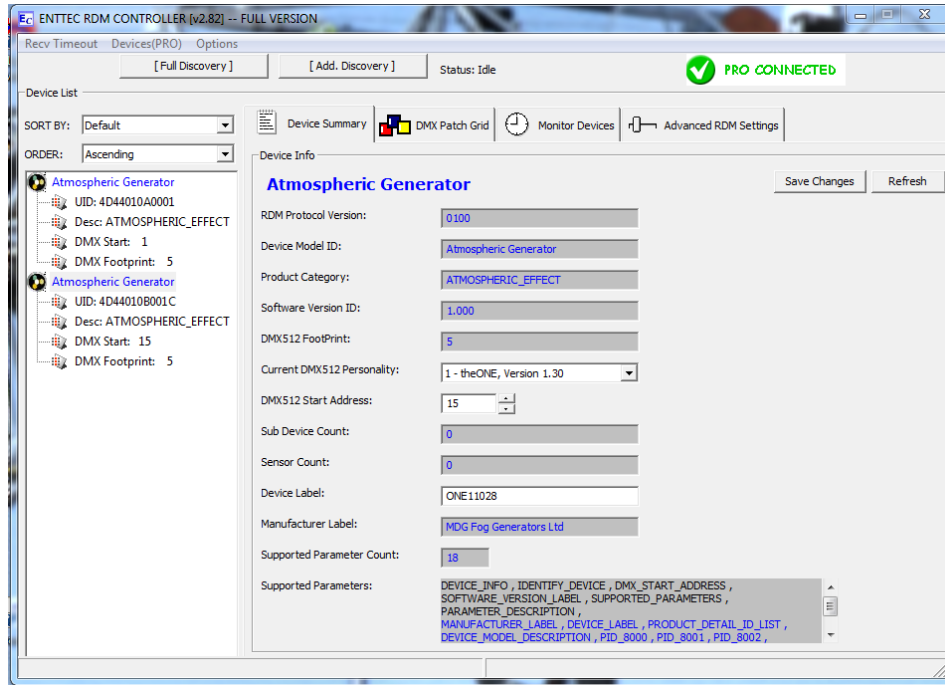 Ec ENTTEC RDM CONTROLLER [v2.82] -- FULL VERSION
Recv Timeout Devices(PRO) Options
[ Full Discovery ] [ Add. Discovery ] Status: Idle PRO CONNECTED
Device List
SORT BY: Default
ORDER: Ascending
Atmospheric Generator
UID: 4D44010A0001
Desc: ATMOSPHERIC_EFFECT
DMX Start: 1
DMX Footprint: 5
Atmospheric Generator
UID: 4D44010B001C
Desc: ATMOSPHERIC_EFFECT
DMX Start: 15
DMX Footprint: 5
Device Summary DMX Patch Grid Monitor Devices Advanced RDM Settings
Device Info
Atmospheric Generator Save Changes Refresh
RDM Protocol Version: 0100
Device Model ID: Atmospheric Generator
Product Category: ATMOSPHERIC_EFFECT
Software Version ID: 1.000
DMX512 FootPrint: 5
Current DMX512 Personality: 1 - theONE, Version 1.30
DMX512 Start Address: 15
Sub Device Count: 0
Sensor Count: 0
Device Label: ONE11028
Manufacturer Label: MDG Fog Generators Ltd
Supported Parameter Count: 18
Supported Parameters: DEVICE_INFO , IDENTIFY_DEVICE , DMX_START_ADDRESS ,
SOFTWARE_VERSION_LABEL , SUPPORTED_PARAMETERS ,
PARAMETER_DESCRIPTION ,
MANUFACTURER_LABEL , DEVICE_LABEL , PRODUCT_DETAIL_ID_LIST ,
DEVICE_MODEL_DESCRIPTION , PID_8000 , PID_8001 , PID_8002 ,